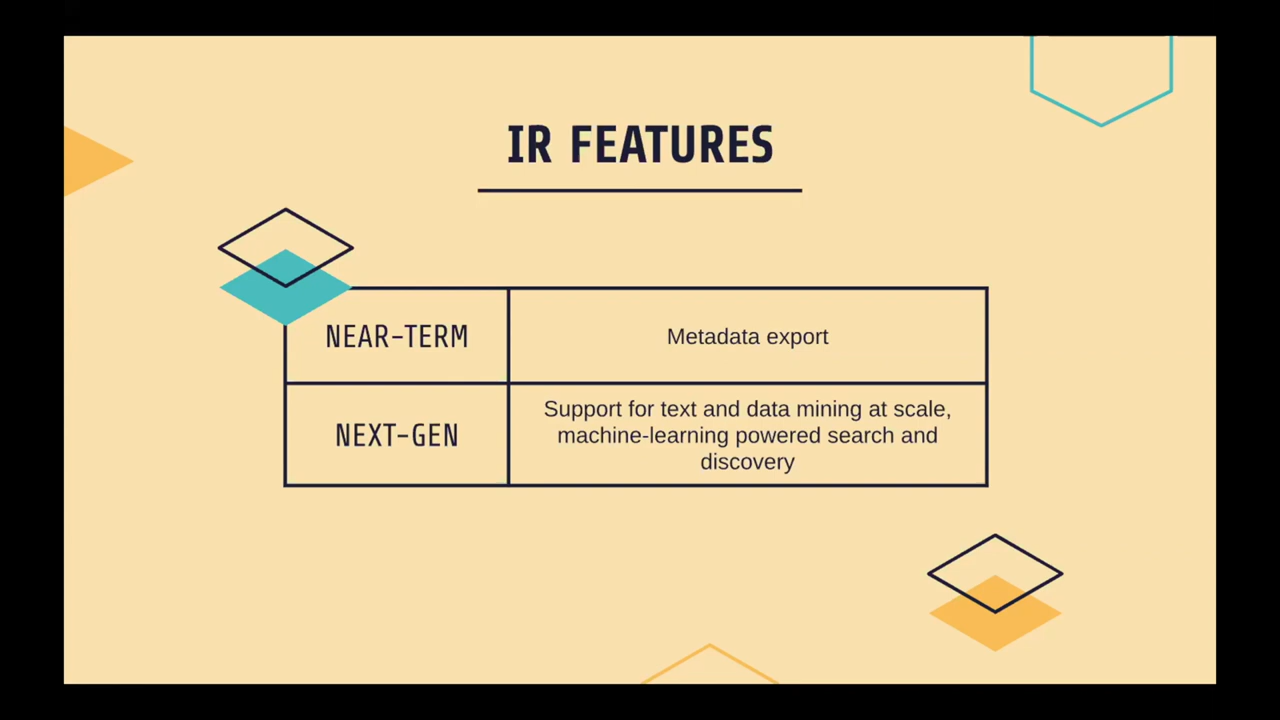 IR FEATURES
NEAR-TERM
Metadata export
NEXT-GEN
Support for text and data mining at scale,
machine-learning powered search and
discovery